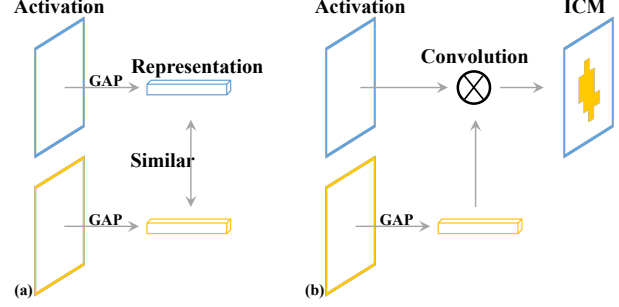 Activation
Representation
GAP
Similar
GAP
(a)
Activation
ICM
Convolution
GAP
(b)